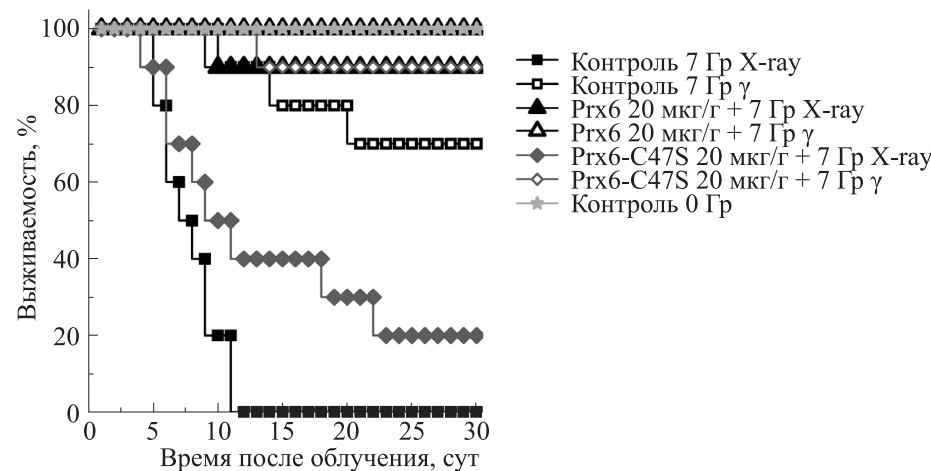 100
80
60
40
20
0
Выживаемость, %
0 5 10 15 20 25 30
Время после облучения, сут
Контроль 7 Гр X-ray
Контроль 7 Гр γ
Prx6 20 мкг/г + 7 Гр X-ray
Prx6 20 мкг/г + 7 Гр γ
Prx6-C47S 20 мкг/г + 7 Гр X-ray
Prx6-C47S 20 мкг/г + 7 Гр γ
Контроль 0 Гр